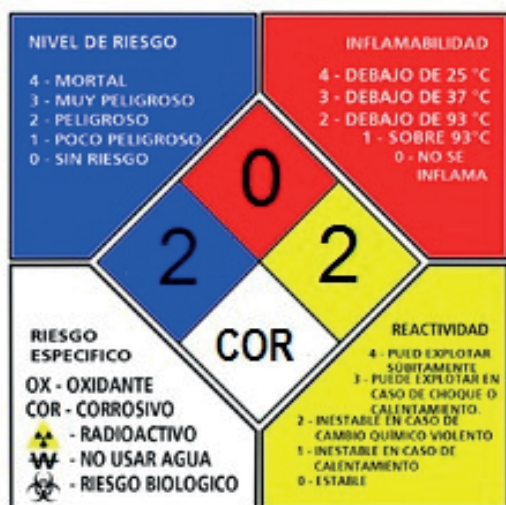 NIVEL DE RIESGO
4 - MORTAL
3 - MUY PELIGROSO
2 - PELIGROSO
1 - POCO PELIGROSO
0 - SIN RIESGO
INFLAMABILIDAD
4 - DEBAJO DE 25 °C
3 - DEBAJO DE 37 °C
2 - DEBAJO DE 93 °C
1 - SOBRE 93°C
0 - NO SE
INFLAMA
0
2
2
COR
RIESGO
ESPECIFICO
OX - OXIDANTE
COR - CORROSIVO
- RADIOACTIVO
W - NO USAR AGUA
- RIESGO BIOLOGICO
REACTIVIDAD
4 - PUED EXPLOTAR
SÚBITAMENTE
3 - PUEDE EXPLOTAR EN
CASO DE CHOQUE O
CALENTAMIENTO.
2 - INESTABLE EN CASO DE
CAMBIO QUÍMICO VIOLENTO
1 - INESTABLE EN CASO DE
CALENTAMIENTO
0 - ESTABLE